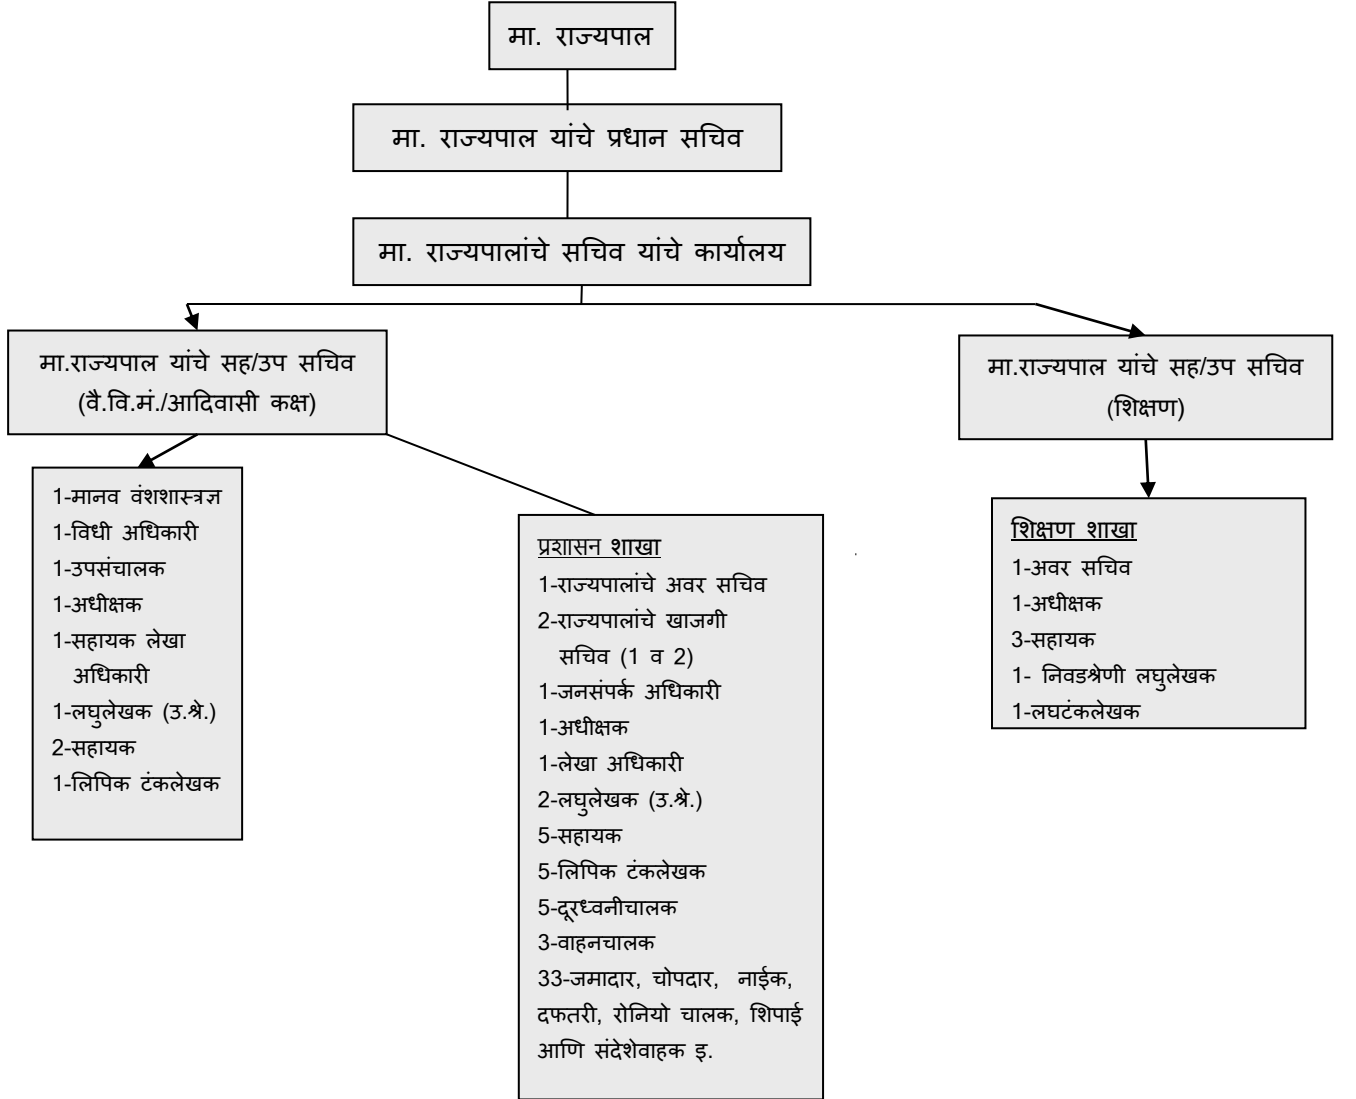 मा. राज्यपाल
मा. राज्यपाल यांचे प्रधान सचिव
मा. राज्यपालांचे सचिव यांचे कार्यालय
मा.राज्यपाल यांचे सह/उप सचिव
(वै.वि.मं./आदिवासी कक्ष)
मा.राज्यपाल यांचे सह/उप सचिव
(शिक्षण)
1-मानव वंशशास्त्रज्ञ
1-विधी अधिकारी
1-उपसंचालक
1-अधीक्षक
1-सहायक लेखा
अधिकारी
1-लघुलेखक (उ.श्रे.)
2-सहायक
1-लिपिक टंकलेखक
प्रशासन शाखा
1-राज्यपालांचे अवर सचिव
2-राज्यपालांचे खाजगी
सचिव (1 व 2)
1-जनसंपर्क अधिकारी
1-अधीक्षक
1-लेखा अधिकारी
2-लघुलेखक (उ.श्रे.)
5-सहायक
5-लिपिक टंकलेखक
5-दूरध्वनीचालक
3-वाहनचालक
33-जमादार, चोपदार, नाईक,
दफतरी, रोनियो चालक, शिपाई
आणि संदेशेवाहक इ.
शिक्षण शाखा
1-अवर सचिव
1-अधीक्षक
3-सहायक
1- निवडश्रेणी लघुलेखक
1-लघटंकलेखक